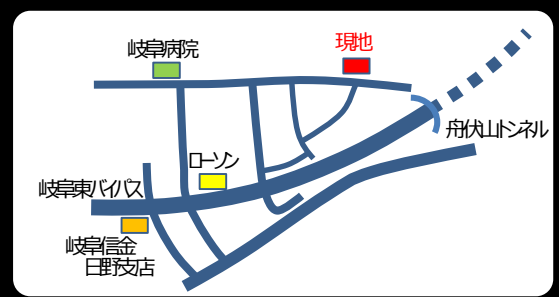 岐阜病院
現地
舟伏山トンネル
ローソン
岐阜東バイパス
岐阜信金
日野支店